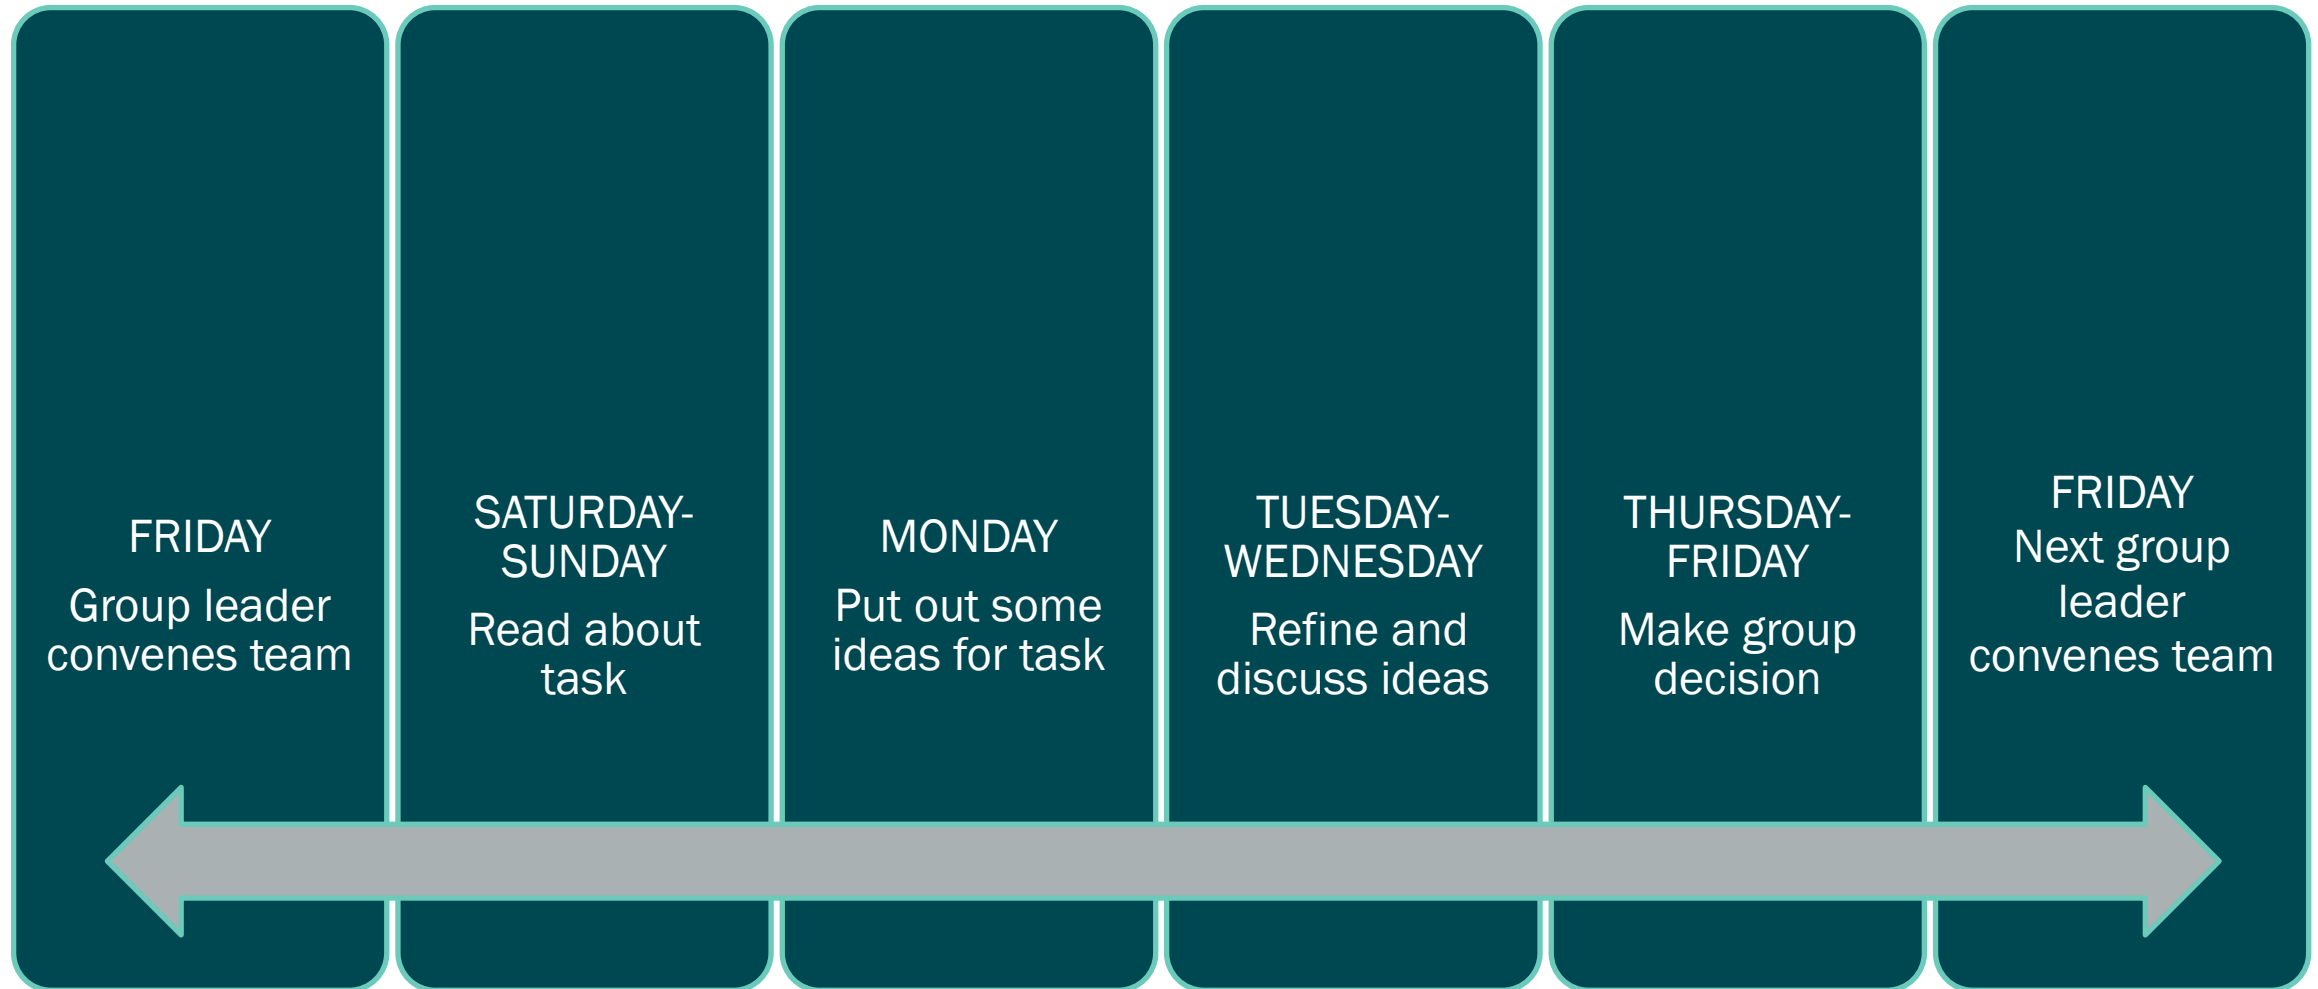 FRIDAY
Group leader
convenes team
SATURDAY-
SUNDAY
Read about
task
MONDAY
Put out some
ideas for task
TUESDAY-
WEDNESDAY
Refine and
discuss ideas
THURSDAY-
FRIDAY
Make group
decision
FRIDAY
Next group
leader
convenes team